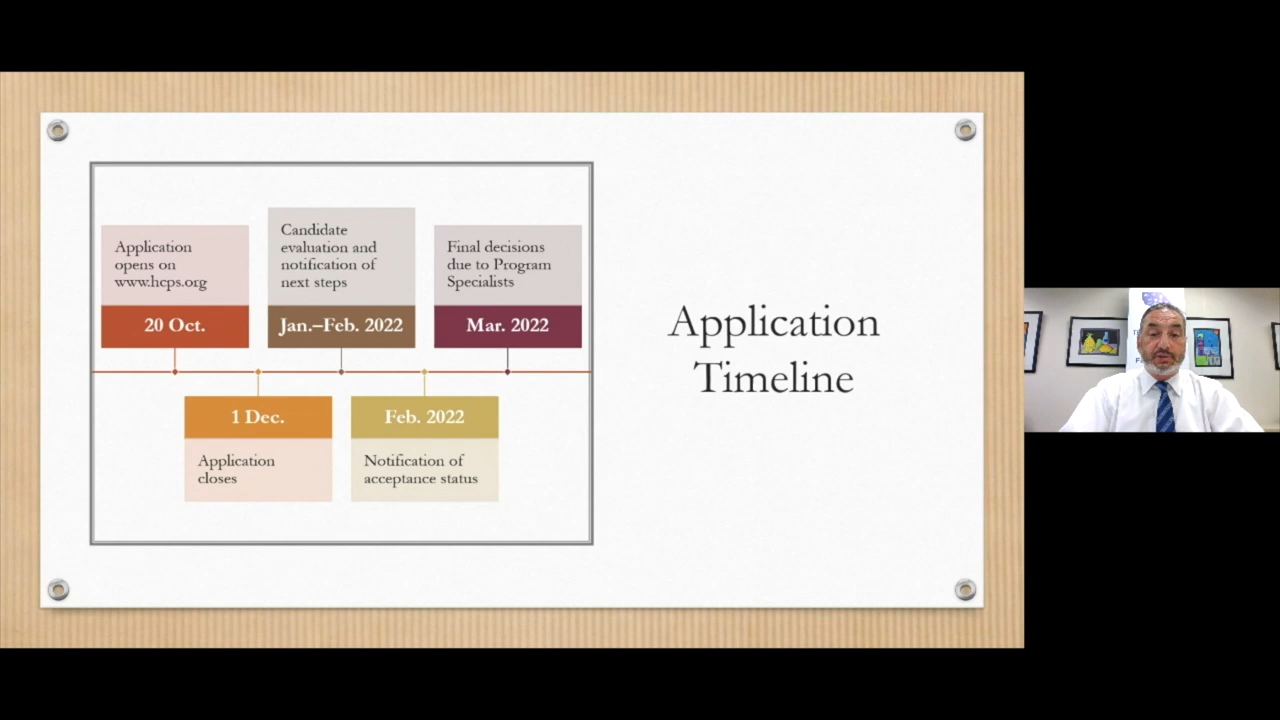 Application
opens on
www.hcps.org
20 Oct.
Candidate
evaluation and
notification of
next steps
Jan.–Feb. 2022
Final decisions
due to Program
Specialists
Mar. 2022
1 Dec.
Application
closes
Feb. 2022
Notification of
acceptance status
Application
Timeline